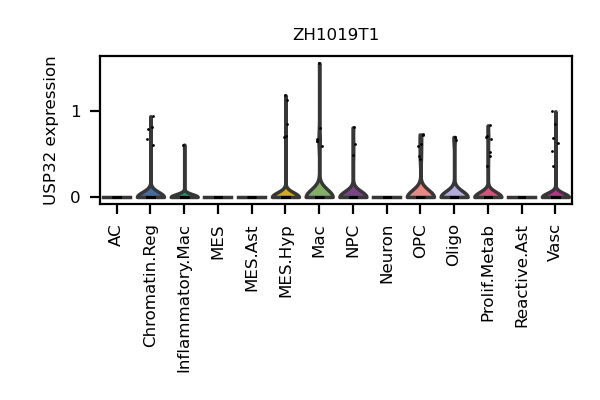 ZH1019T1
USP32 expression
1
0
AC
Chromatin.Reg
Inflammatory.Mac
MES
MES.Ast
MES.Hyp
Mac
NPC
Neuron
OPC
Oligo
Prolif.Metab
Reactive.Ast
Vasc